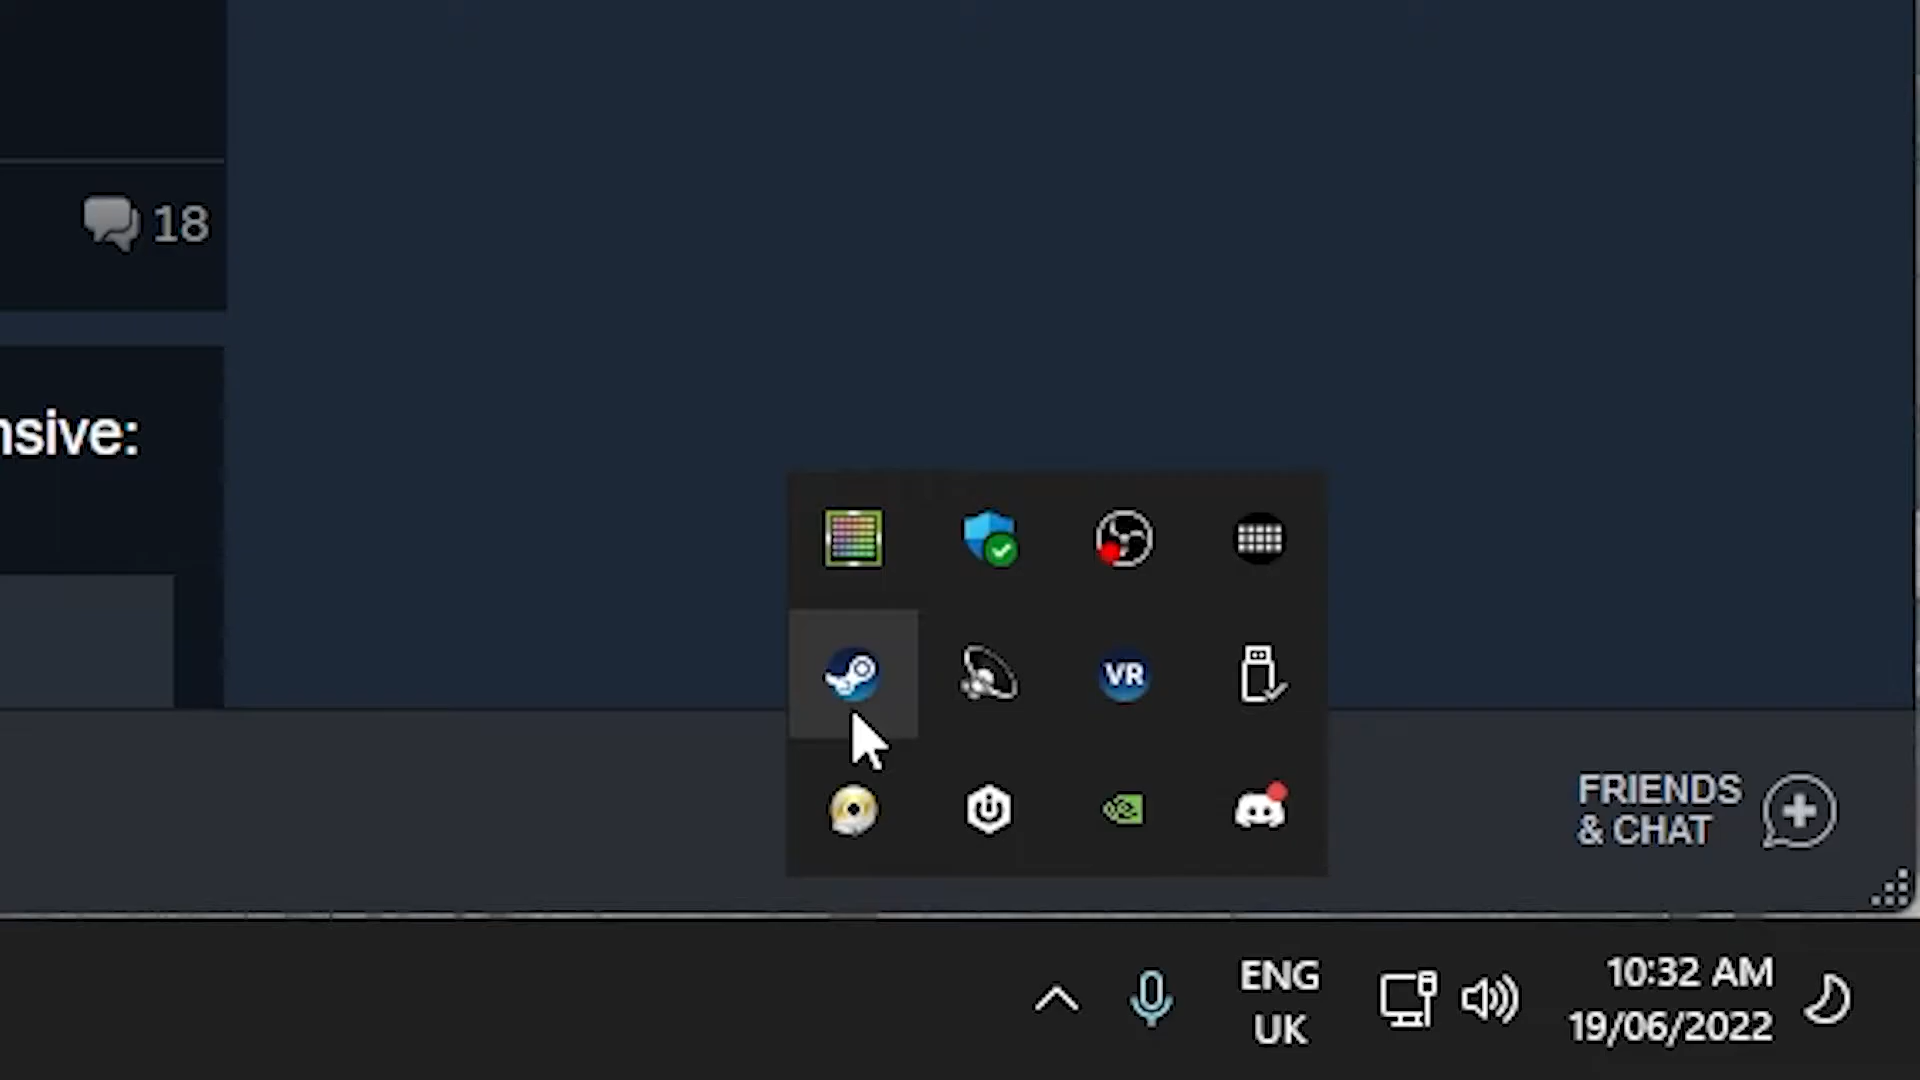 18
nsive:
VR
FRIENDS
& CHAT
ENG
UK
10:32 AM
19/06/2022